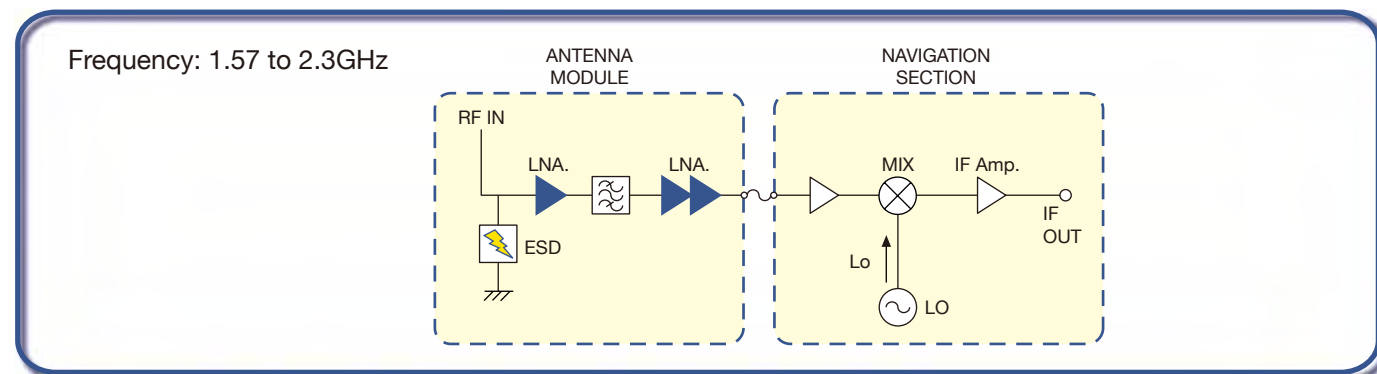 Frequency: 1.57 to 2.3GHz
ANTENNA
MODULE
NAVIGATION
SECTION
RF IN
LNA.
LNA.
MIX
IF Amp.
ESD
IF
OUT
Lo
LO